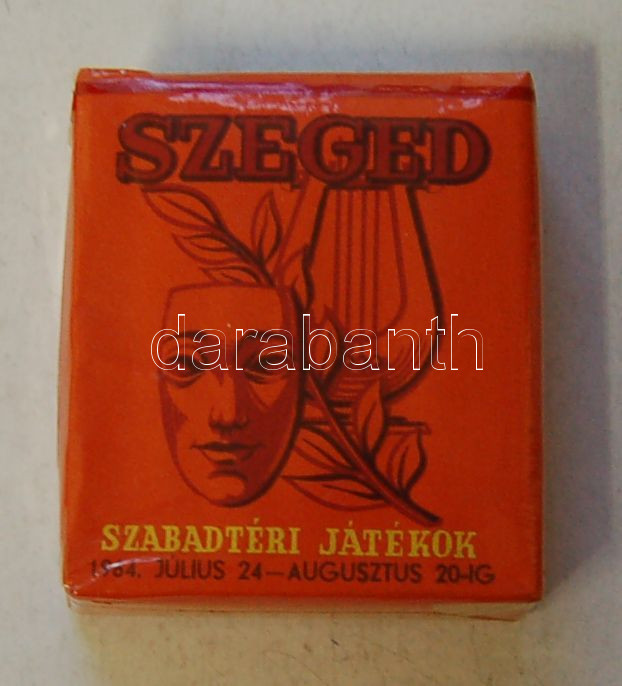 SZEGED
darabanth
SZABADTÉRI JÁTÉKOK
1964. JÚLIUS 24—AUGUSZTUS 20-IG